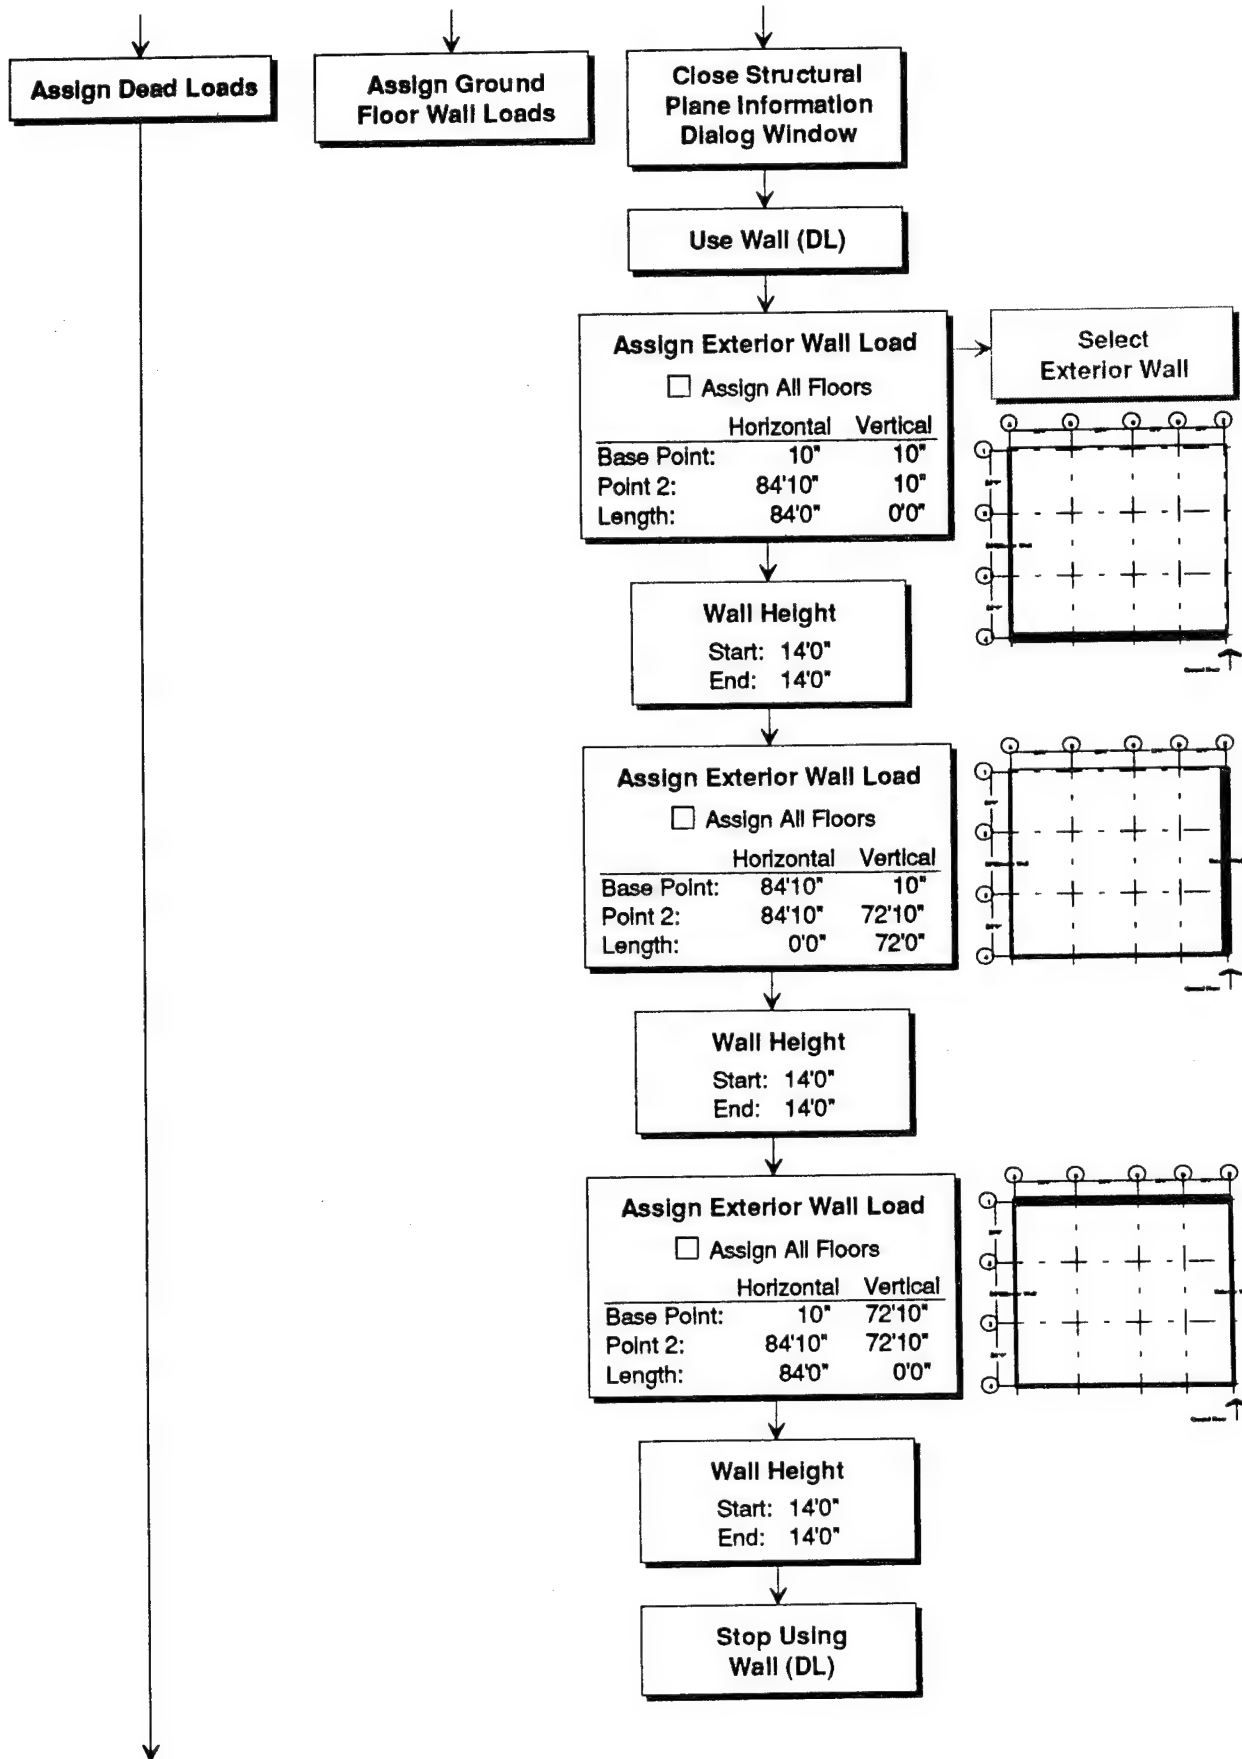 Assign Dead Loads
Assign Ground
Floor Wall Loads
Close Structural
Plane Information
Dialog Window
Use Wall (DL)
Assign Exterior Wall Load
Assign All Floors
Horizontal Vertical
Base Point: 10" 10"
Point 2: 84'10" 10"
Length: 84'0" 0'0"
Select
Exterior Wall
Wall Height
Start: 14'0"
End: 14'0"
Assign Exterior Wall Load
Assign All Floors
Horizontal Vertical
Base Point: 84'10" 10"
Point 2: 84'10" 72'10"
Length: 0'0" 72'0"
Wall Height
Start: 14'0"
End: 14'0"
Assign Exterior Wall Load
Assign All Floors
Horizontal Vertical
Base Point: 10" 72'10"
Point 2: 84'10" 72'10"
Length: 84'0" 0'0"
Wall Height
Start: 14'0"
End: 14'0"
Stop Using
Wall (DL)